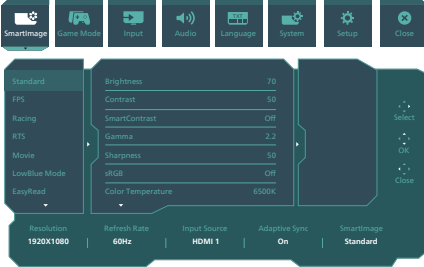 SmartImage Game Mode Input Audio Language System Setup Close
TXT
Standard Brightness 70
FPS Contrast 50
Racing SmartContrast Off
RTS Gamma 2.2
Movie Sharpness 50
LowBlue Mode sRGB Off
EasyRead Color Temperature 6500K
Select
OK
Close
Resolution Refresh Rate Input Source Adaptive Sync SmartImage
1920X1080 60Hz HDMI 1 On Standard